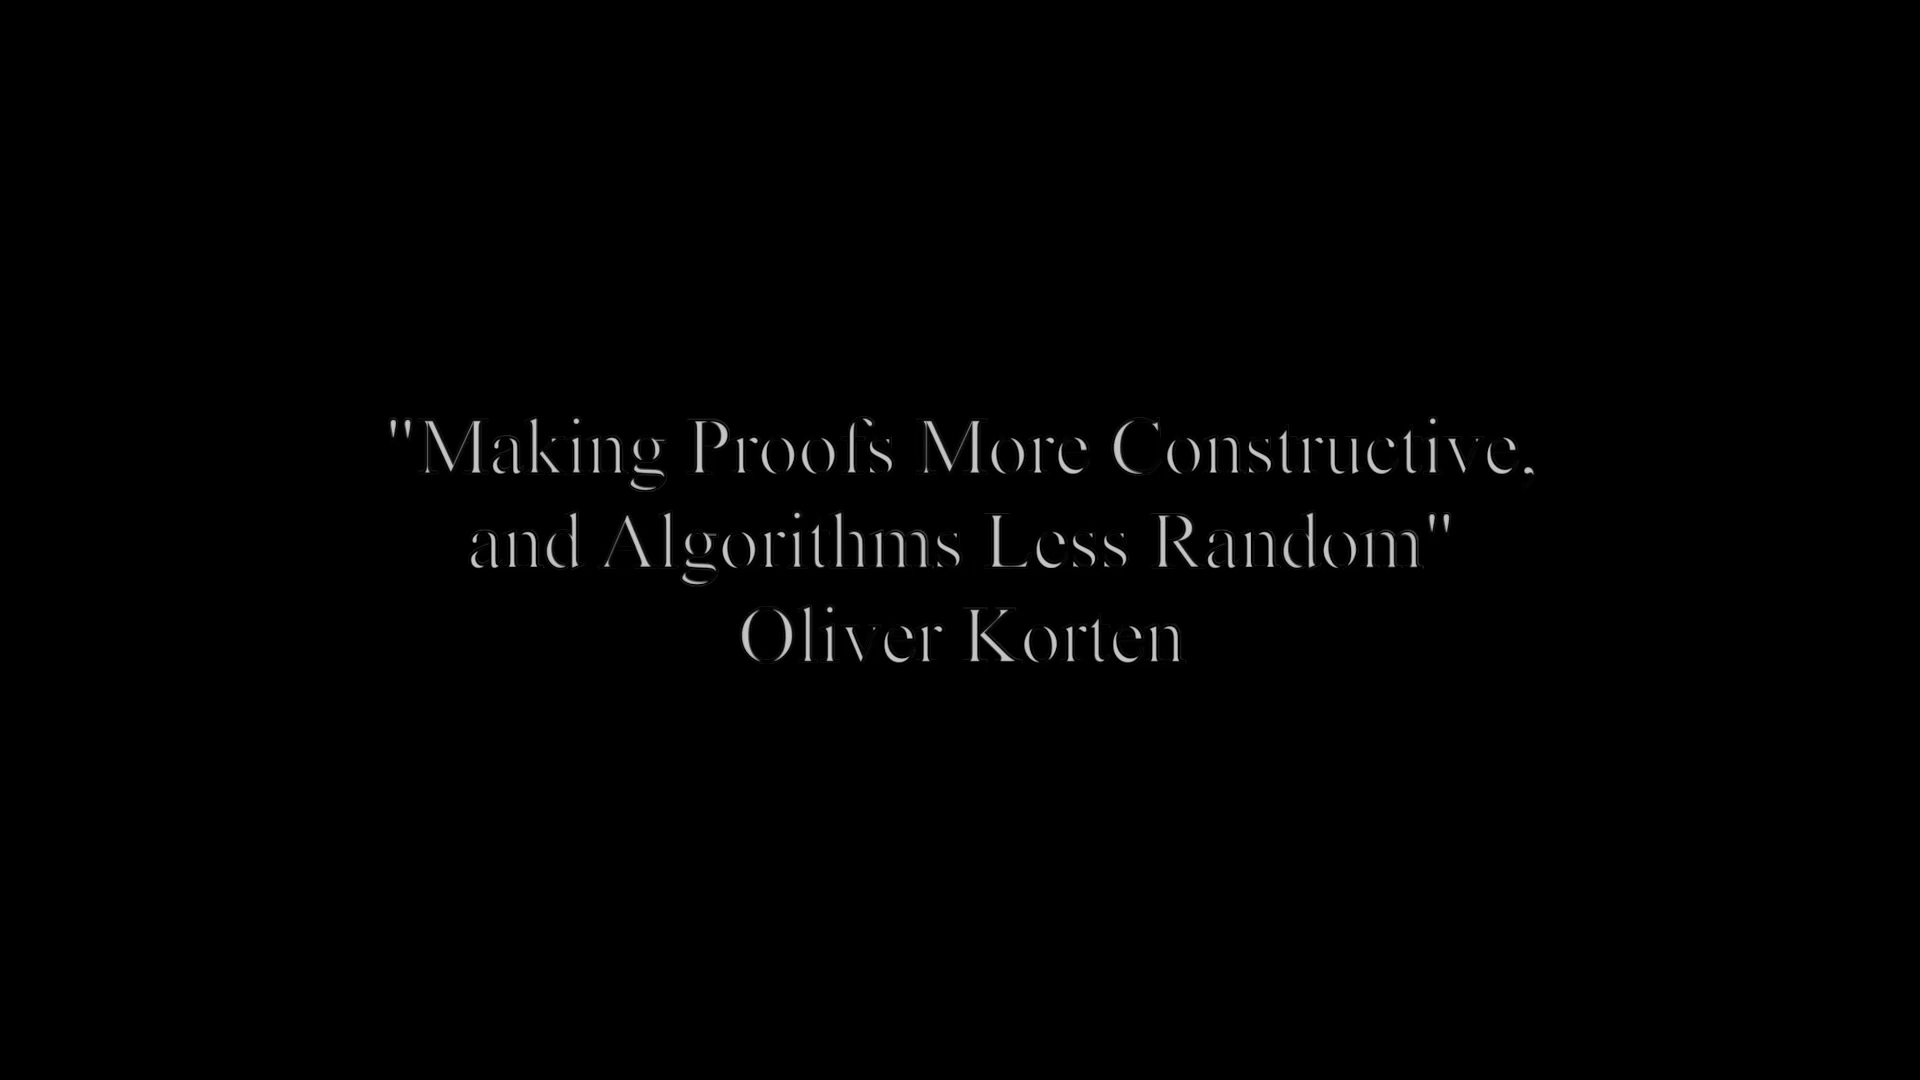 "Making Proofs More Constructive,
and Algorithms Less Random"
Oliver Korten